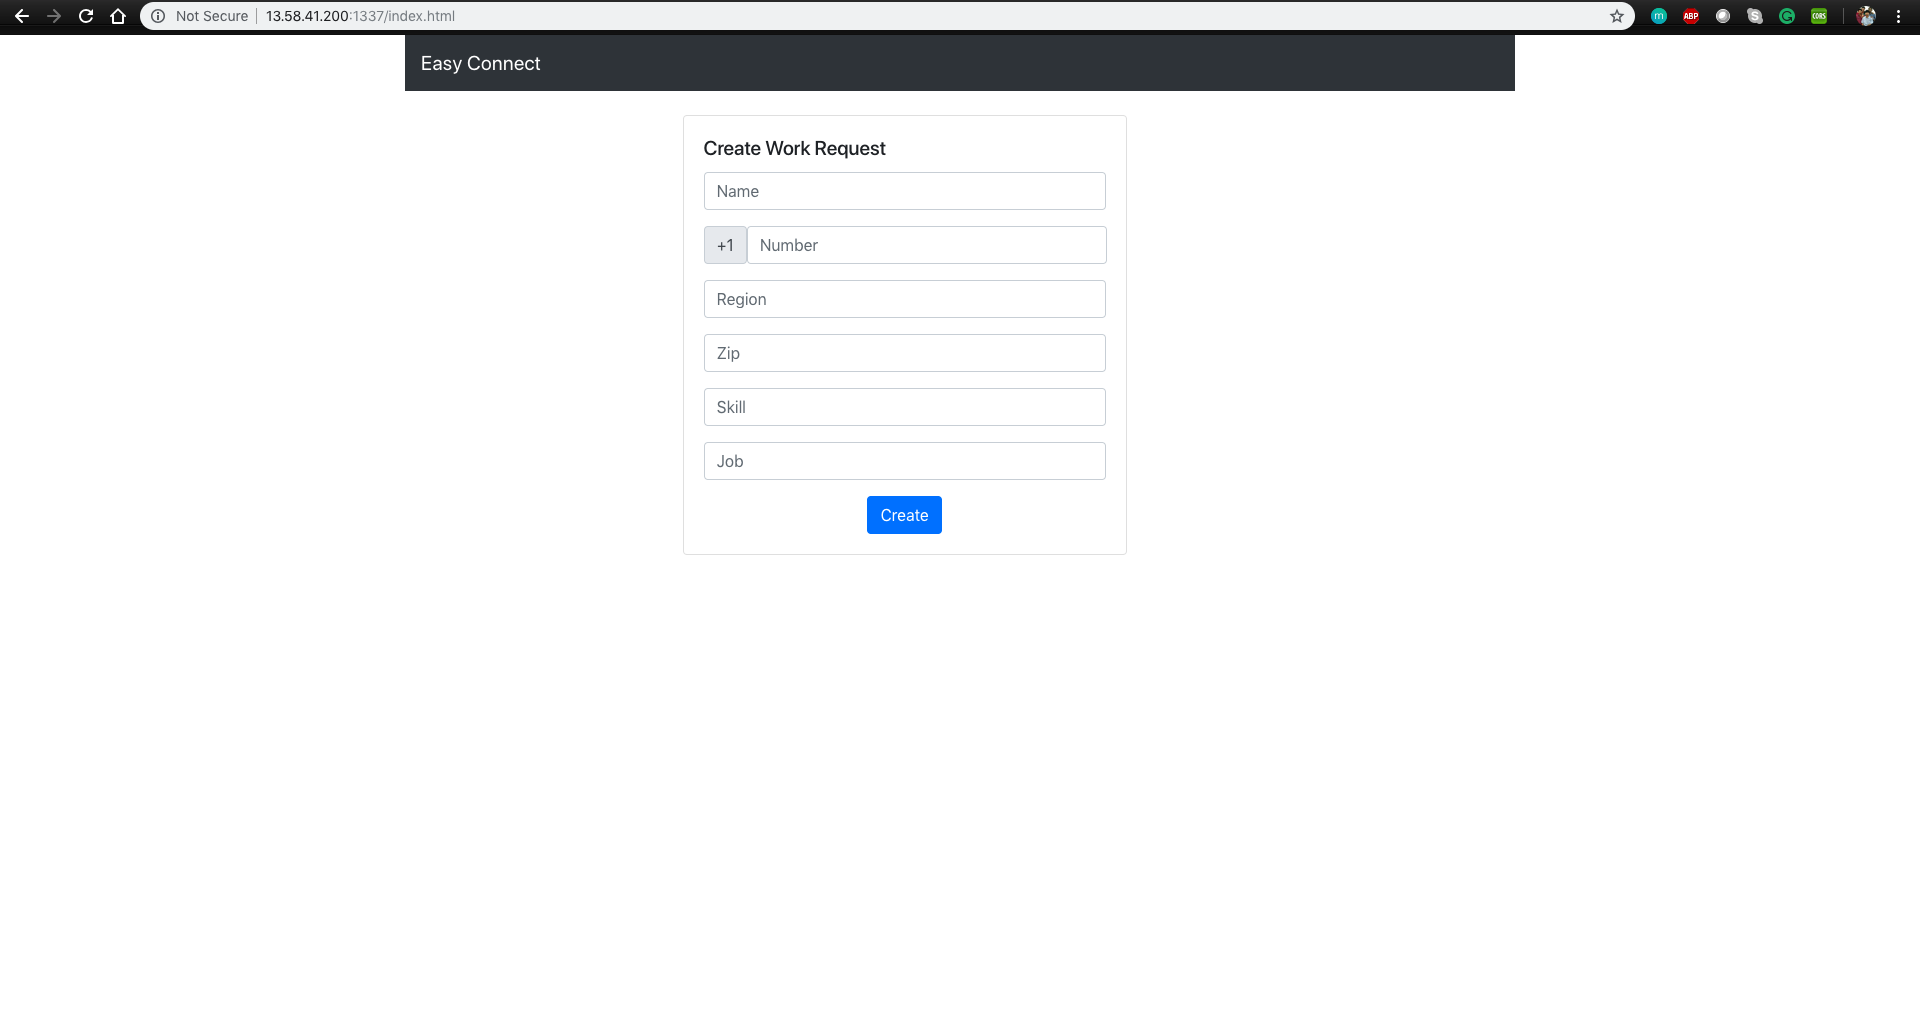 Not Secure 13.58.41.200:1337/index.html m ABP S G CORS
Easy Connect
Create Work Request
Name
+1 Number
Region
Zip
Skill
Job
Create